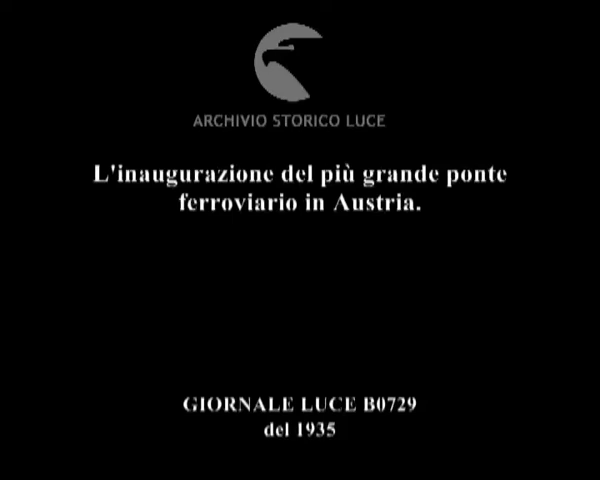 ARCHIVIO STORICO LUCE
L'inaugurazione del più grande ponte
ferroviario in Austria.
GIORNALE LUCE B0729
del 1935